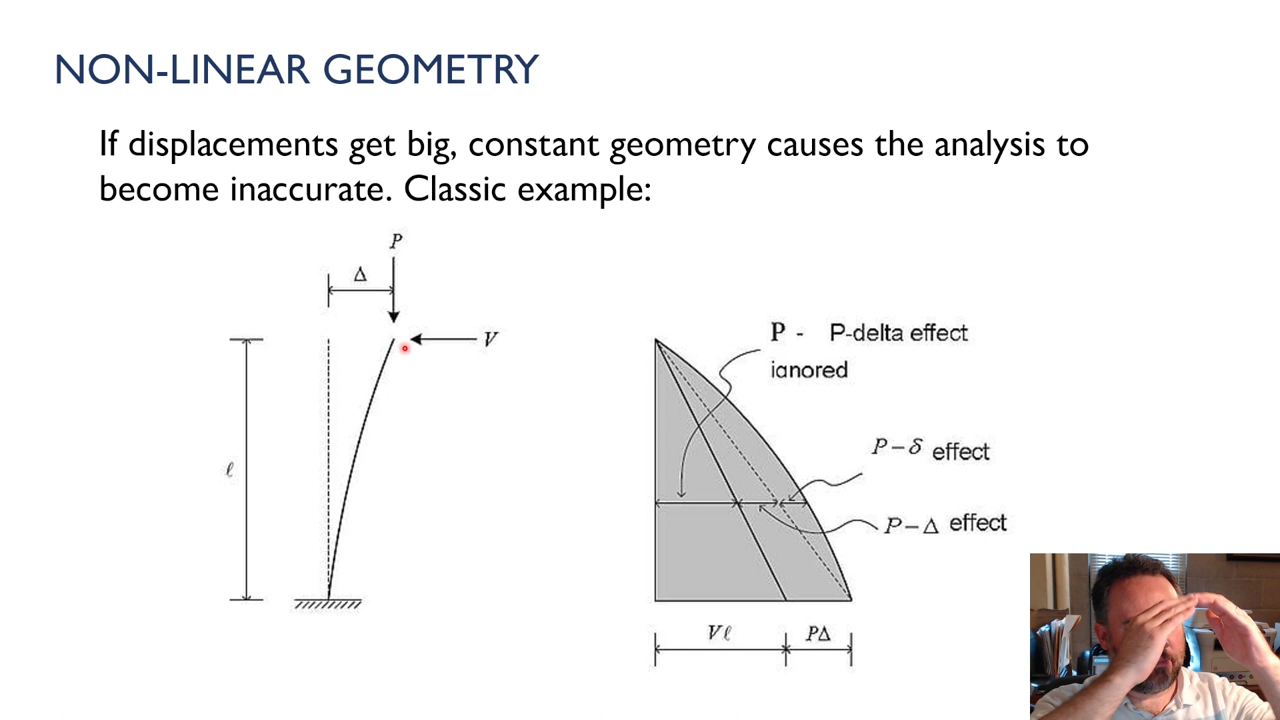 NON-LINEAR GEOMETRY
If displacements get big, constant geometry causes the analysis to
become inaccurate. Classic example:
P
Δ
V
ℓ
P - P-delta effect
ianored
P-δ effect
P-Δ effect
Vℓ
PΔ